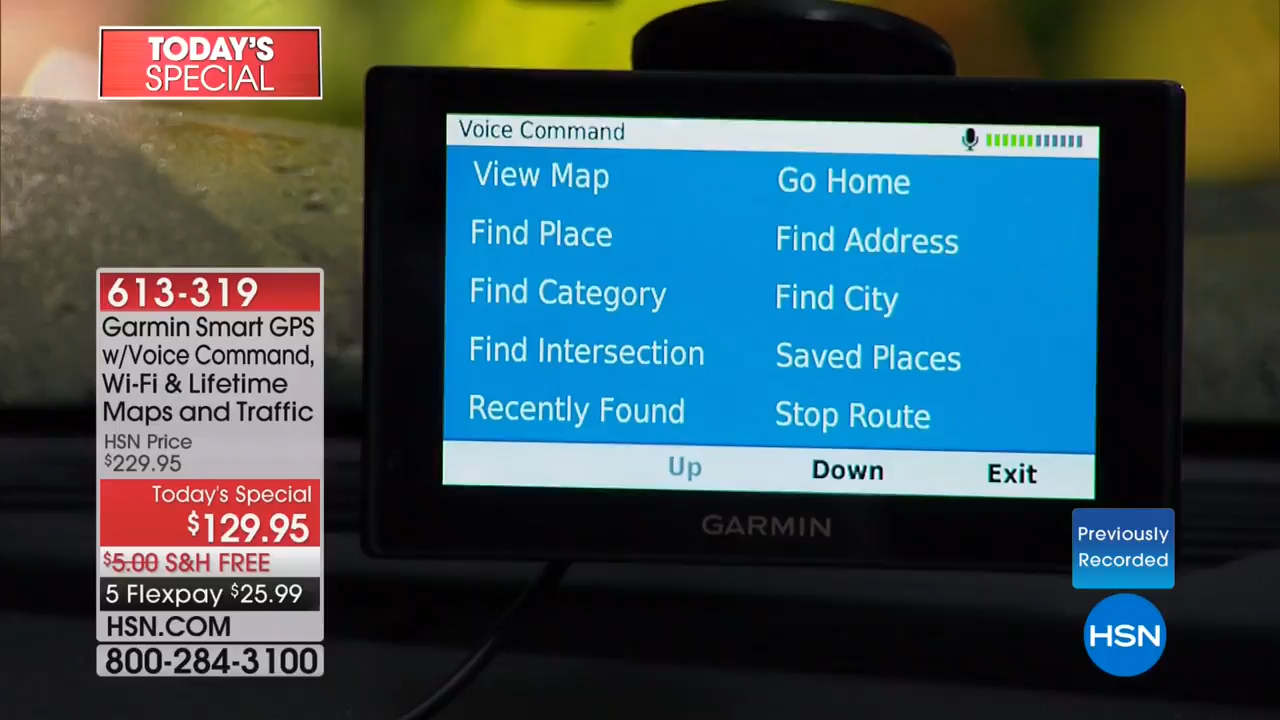 TODAY'S
SPECIAL
613-319
Garmin Smart GPS
w/Voice Command,
Wi-Fi & Lifetime
Maps and Traffic
HSN Price
$229.95
Today's Special
$129.95
$5.00 S&H FREE
5 Flexpay $25.99
HSN.COM
800-284-3100
Voice Command
View Map
Go Home
Find Place
Find Address
Find Category
Find City
Find Intersection
Saved Places
Recently Found
Stop Route
Up
Down
Exit
GARMIN
Previously
Recorded
HSN